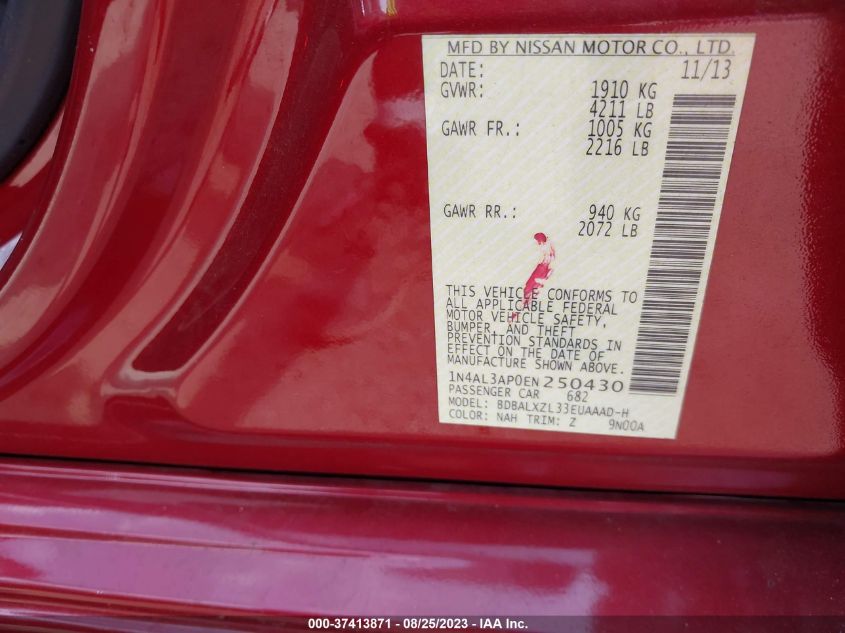 MFD BY NISSAN MOTOR CO., LTD.
DATE: 11/13
GVWR: 1910 KG
4211 LB
GAWR FR.: 1005 KG
2216 LB
GAWR RR.: 940 KG
2072 LB
THIS VEHICLE CONFORMS TO
ALL APPLICABLE FEDERAL
MOTOR VEHICLE SAFETY,
BUMPER, AND THEFT
PREVENTION STANDARDS IN
EFFECT ON THE DATE OF
MANUFACTURE SHOWN ABOVE.
1N4AL3AP0EN250430
PASSENGER CAR 682
MODEL: BDBALXZL33EUAAAD-H
COLOR: NAH TRIM: Z 9N00A
000-37413871 - 08/25/2023 - IAA Inc.